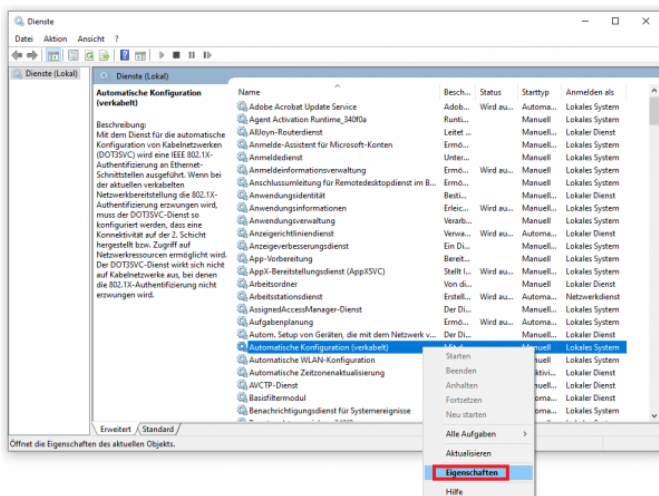 Dienste
Datei Aktion Ansicht ?
Dienste (Lokal)
Dienste (Lokal)
Automatische Konfiguration
(verkabelt)
Beschreibung:
Mit dem Dienst für die automatische
Konfiguration von Kabelnetzwerken
(DOT3SVC) wird eine IEEE 802.1X-
Authentifizierung an Ethernet-
Schnittstellen ausgeführt. Wenn bei
der aktuellen verkabelten
Netzwerkbereitstellung die 802.1X-
Authentifizierung erzwungen wird,
muss der DOT3SVC-Dienst so
konfiguriert werden, dass eine
Konnektivität auf der 2. Schicht
hergestellt bzw. Zugriff auf
Netzwerkressourcen ermöglicht wird.
Der DOT3SVC-Dienst wirkt sich nicht
auf Kabelnetzwerke aus, bei denen
die 802.1X-Authentifizierung nicht
erzwungen wird.
Name Besch... Status Starttyp Anmelden als
Adobe Acrobat Update Service Adob... Wird au... Automa... Lokales System
Agent Activation Runtime_340f0a Runti... Manuell Lokales System
AllJoyn-Routerdienst Leitet ... Manuell... Lokaler Dienst
Anmelde-Assistent für Microsoft-Konten Ermö... Manuell... Lokales System
Anmeldedienst Unter... Manuell Lokales System
Anmeldeinformationsverwaltung Ermö... Wird au... Manuell Lokales System
Anschlussumleitung für Remotedesktopdienst im B... Ermö... Manuell Lokales System
Anwendungsidentität Besti... Manuell... Lokaler Dienst
Anwendungsinformationen Erleic... Wird au... Manuell... Lokales System
Anwendungsverwaltung Verarb... Manuell Lokales System
Anzeigerichtliniendienst Verwa... Wird au... Automa... Lokaler Dienst
Anzeigeverbesserungsdienst Ein Di... Manuell... Lokales System
App-Vorbereitung Bereit... Manuell Lokales System
AppX-Bereitstellungsdienst (AppXSVC) Stellt I... Wird au... Manuell... Lokales System
Arbeitsordner Von di... Manuell Lokaler Dienst
Arbeitsstationsdienst Erstell... Wird au... Automa... Netzwerkdienst
AssignedAccessManager-Dienst Der Di... Manuell... Lokales System
Aufgabenplanung Ermö... Wird au... Automa... Lokales System
Autom. Setup von Geräten, die mit dem Netzwerk v... Der Di... Manuell... Lokaler Dienst
Automatische Konfiguration (verkabelt) Lokales System
Automatische WLAN-Konfiguration Lokales System
Automatische Zeitzonenaktualisierung Lokaler Dienst
AVCTP-Dienst Lokaler Dienst
Basisfiltermodul Lokaler Dienst
Benachrichtigungsdienst für Systemereignisse Lokales System
Starten
Beenden
Anhalten
Fortsetzen
Neu starten
Alle Aufgaben
Aktualisieren
Eigenschaften
Hilfe
Erweitert Standard
Öffnet die Eigenschaften des aktuellen Objekts.